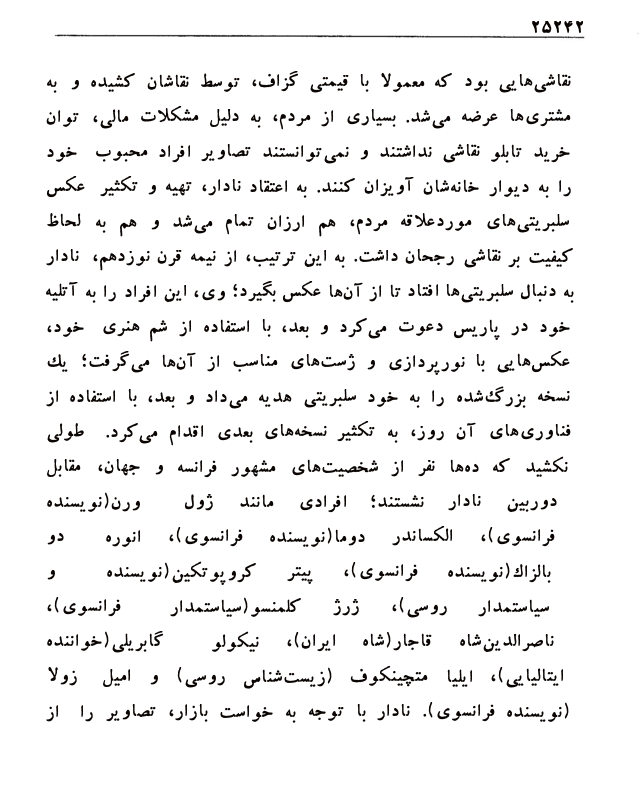 ۲۵۲۴۲
نقاشی‌هایی بود که معمولا با قیمتی گزاف، توسط نقاشان کشیده و به
مشتری‌ها عرضه می‌شد. بسیاری از مردم، به دلیل مشکلات مالی، توان
خرید تابلو نقاشی نداشتند و نمی‌توانستند تصاویر افراد محبوب خود
را به دیوار خانه‌شان آویزان کنند. به اعتقاد نادار، تهیه و تکثیر عکس
سلبریتی‌های موردعلاقه مردم، هم ارزان تمام می‌شد و هم به لحاظ
کیفیت بر نقاشی رجحان داشت. به این ترتیب، از نیمه قرن نوزدهم، نادار
به دنبال سلبریتی‌ها افتاد تا از آن‌ها عکس بگیرد؛ وی، این افراد را به آتلیه
خود در پاریس دعوت می‌کرد و بعد، با استفاده از شم هنری خود،
عکس‌هایی با نورپردازی و ژست‌های مناسب از آن‌ها می‌گرفت؛ یك
نسخه بزرگ‌شده را به خود سلبریتی هدیه می‌داد و بعد، با استفاده از
فناوری‌های آن روز، به تکثیر نسخه‌های بعدی اقدام می‌کرد. طولی
نکشید که ده‌ها نفر از شخصیت‌های مشهور فرانسه و جهان، مقابل
دوربین نادار نشستند؛ افرادی مانند ژول ورن(نویسنده
فرانسوی)، الکساندر دوما(نویسنده فرانسوی)، انوره دو
بالزاك(نویسنده فرانسوی)، پیتر کروپوتکین(نویسنده و
سیاستمدار روسی)، ژرژ کلمنسو(سیاستمدار فرانسوی)،
ناصرالدین‌شاه قاجار(شاه ایران)، نیکولو گابریلی(خواننده
ایتالیایی)، ایلیا متچینکوف (زیست‌شناس روسی) و امیل زولا
(نویسنده فرانسوی). نادار با توجه به خواست بازار، تصاویر را از